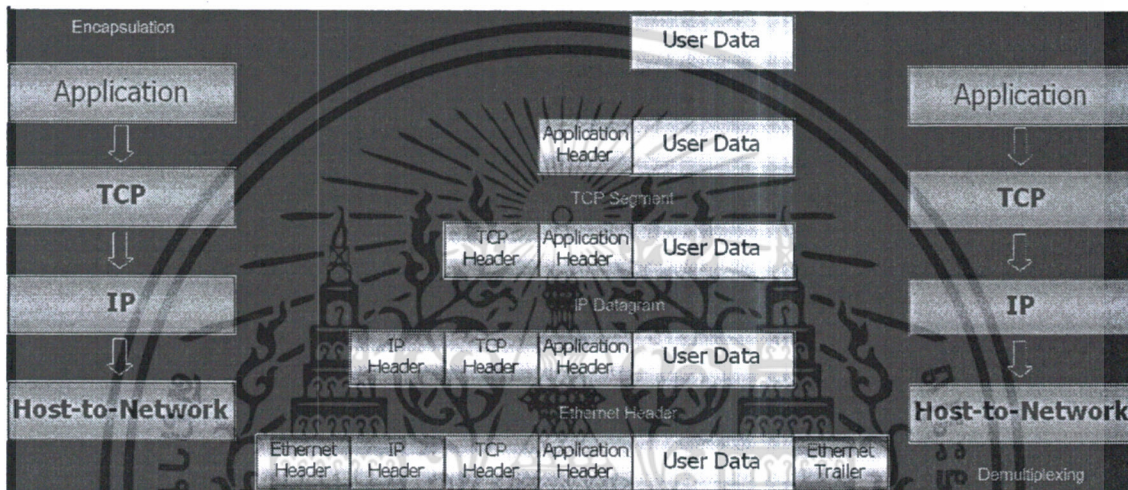 Encapsulation
User Data
Application
Application
Application
Header
User Data
TCP Segment
TCP
TCP
TCP
Header
Application
Header
User Data
IP Datagram
IP
IP
IP
Header
TCP
Header
Application
Header
User Data
Ethernet Header
Host-to-Network
Host-to-Network
Ethernet
Header
IP
Header
TCP
Header
Application
Header
User Data
Ethernet
Trailer
Demultiplexing